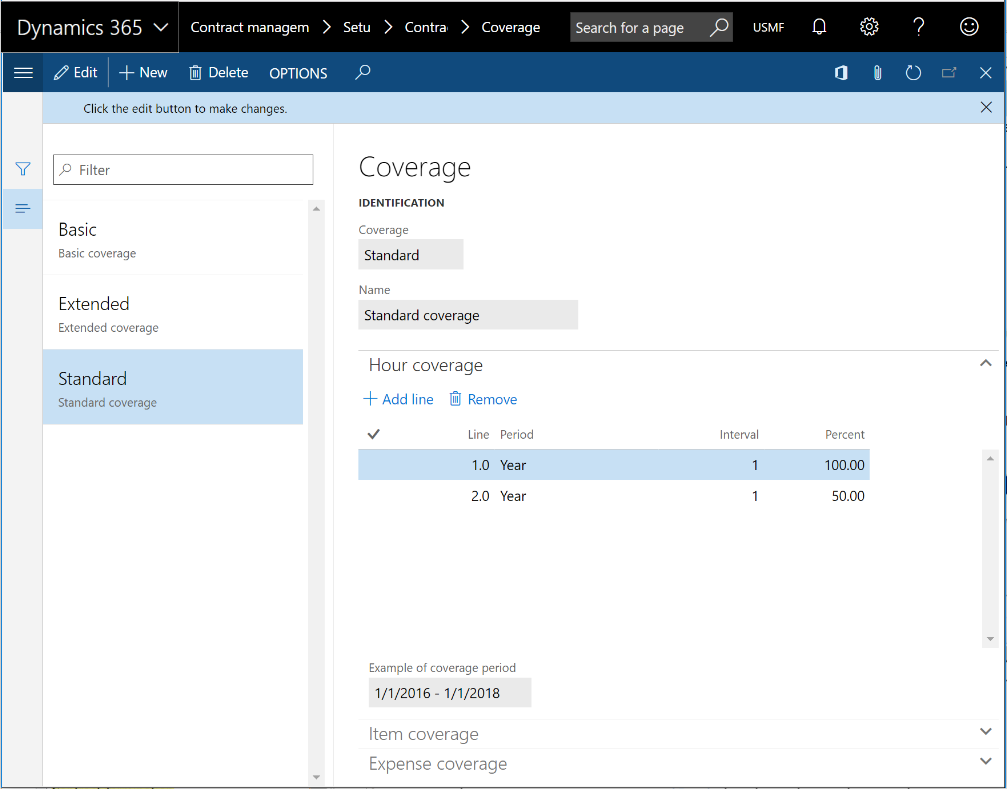 Dynamics 365 Contract managem Setu Contra Coverage Search for a page USMF ?
Edit New Delete OPTIONS
Click the edit button to make changes.
Filter
Basic
Basic coverage
Extended
Extended coverage
Standard
Standard coverage
Coverage
IDENTIFICATION
Coverage
Standard
Name
Standard coverage
Hour coverage
Add line Remove
Line Period Interval Percent
1.0 Year 1 100.00
2.0 Year 1 50.00
Example of coverage period
1/1/2016 - 1/1/2018
Item coverage
Expense coverage